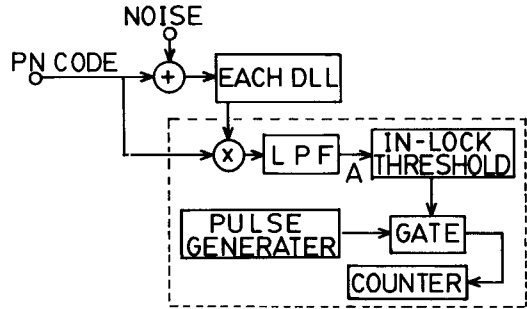 NOISE
PN CODE
+
EACH DLL
X
LPF
A
IN-LOCK
THRESHOLD
PULSE
GENERATER
GATE
COUNTER